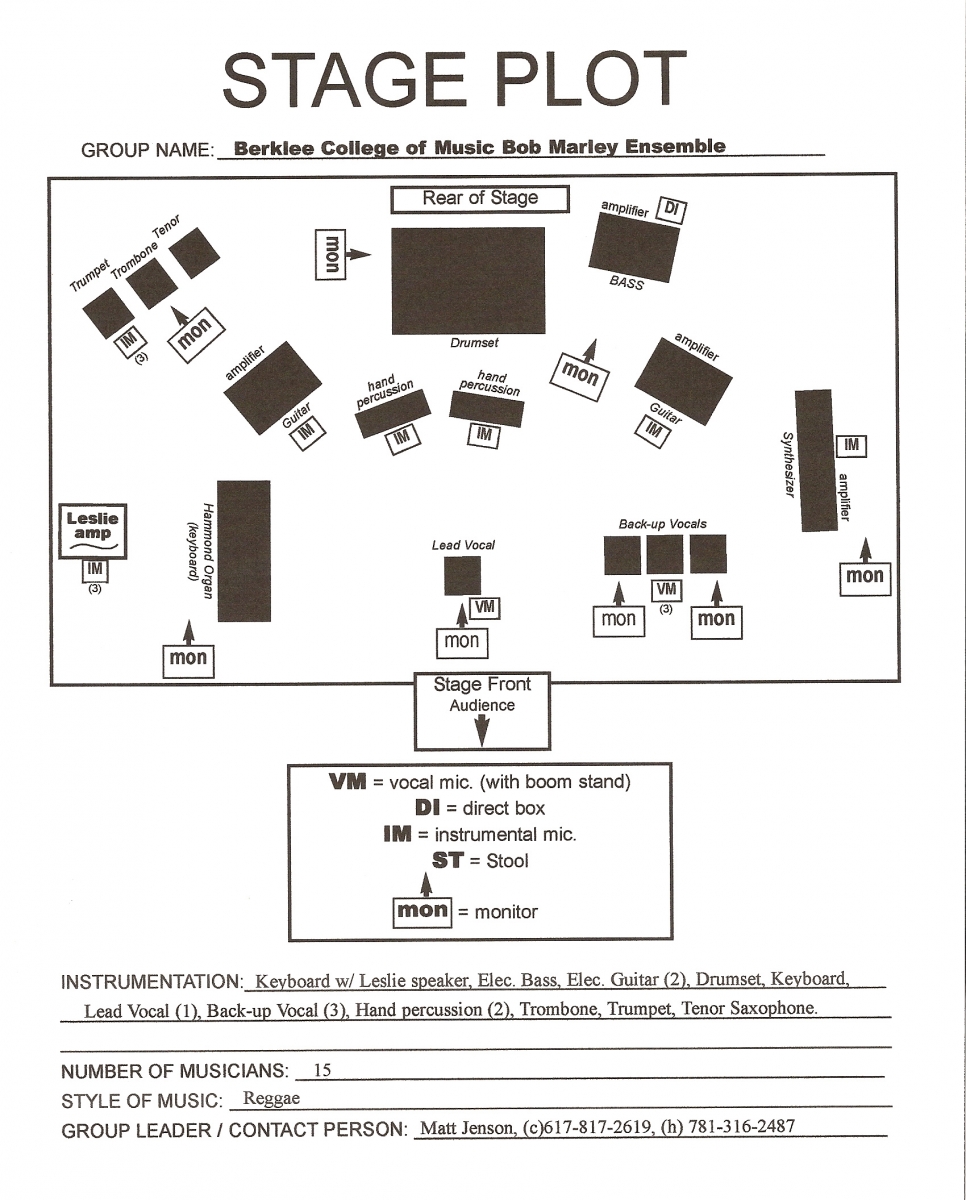 STAGE PLOT
GROUP NAME: Berklee College of Music Bob Marley Ensemble
Rear of Stage
amplifier
DI
BASS
mon
Drumset
Trumpet
Trombone
Tenor
IM
(3)
mon
amplifier
Guitar
IM
hand
percussion
IM
hand
percussion
IM
mon
amplifier
Guitar
IM
Synthesizer
IM
amplifier
mon
Leslie
amp
IM
(3)
Hammond Organ
(keyboard)
mon
Lead Vocal
VM
mon
Back-up Vocals
VM
(3)
mon
mon
Stage Front
Audience
VM = vocal mic. (with boom stand)
DI = direct box
IM = instrumental mic.
ST = Stool
mon = monitor
INSTRUMENTATION: Keyboard w/ Leslie speaker, Elec. Bass, Elec. Guitar (2), Drumset, Keyboard,
Lead Vocal (1), Back-up Vocal (3), Hand percussion (2), Trombone, Trumpet, Tenor Saxophone.
NUMBER OF MUSICIANS: 15
STYLE OF MUSIC: Reggae
GROUP LEADER / CONTACT PERSON: Matt Jenson, (c)617-817-2619, (h) 781-316-2487